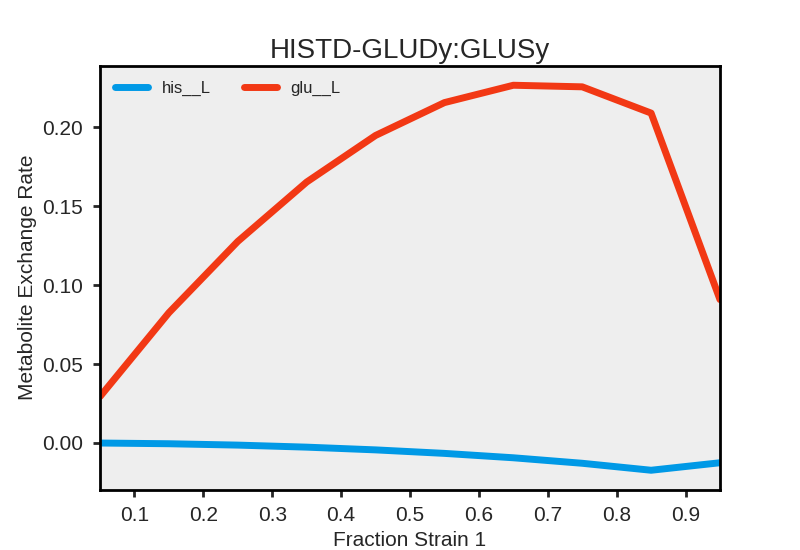 HISTD-GLUDy:GLUSy
his__L glu__L
Metabolite Exchange Rate
0.20
0.15
0.10
0.05
0.00
0.1 0.2 0.3 0.4 0.5 0.6 0.7 0.8 0.9
Fraction Strain 1